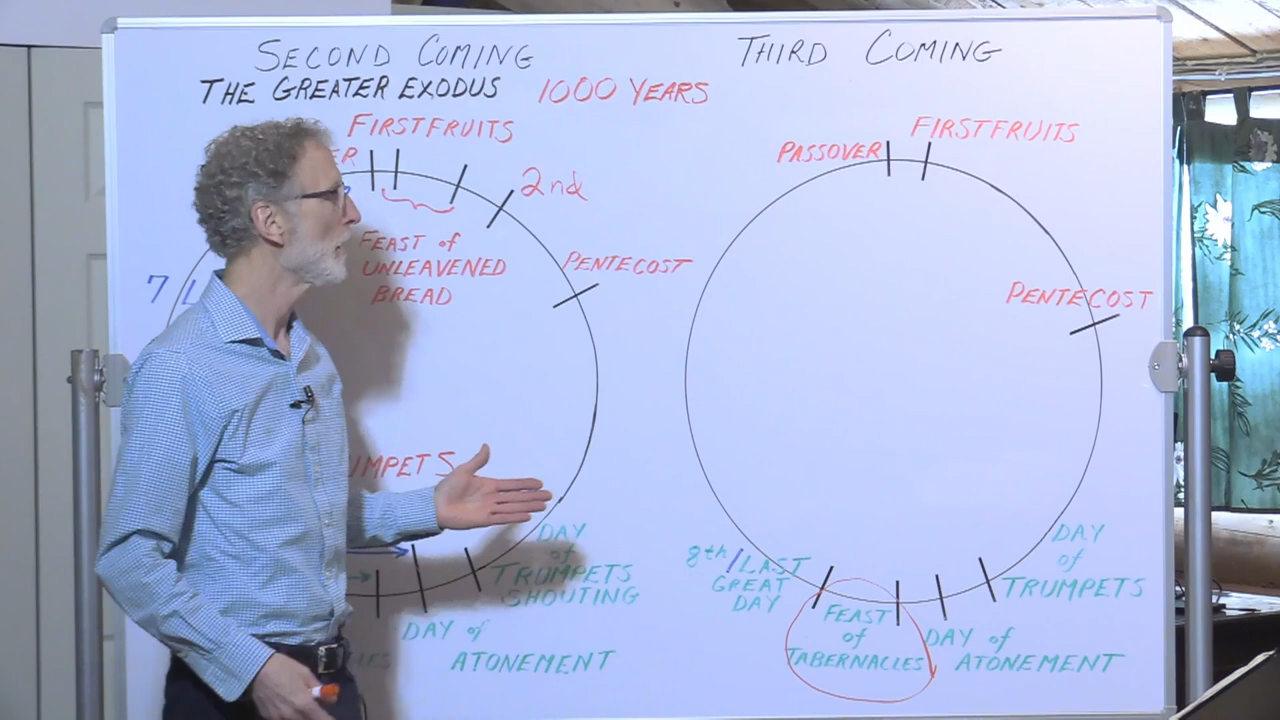 SECOND COMING
THE GREATER EXODUS 1000 YEARS
FIRSTFRUITS
2nd
FEAST of
UNLEAVENED
BREAD
PENTECOST
7
DAY
of
TRUMPETS
SHOUTING
DAY of
ATONEMENT
THIRD COMING
PASSOVER
FIRSTFRUITS
PENTECOST
DAY
of
TRUMPETS
DAY of
ATONEMENT
FEAST
of
TABERNACLES
8th/LAST
GREAT
DAY